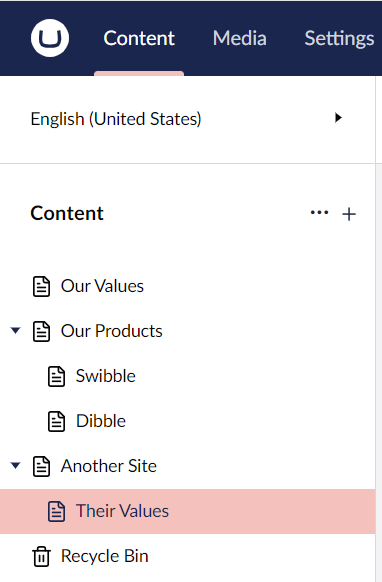 Content Media Settings
English (United States)
Content
Our Values
Our Products
Swibble
Dibble
Another Site
Their Values
Recycle Bin